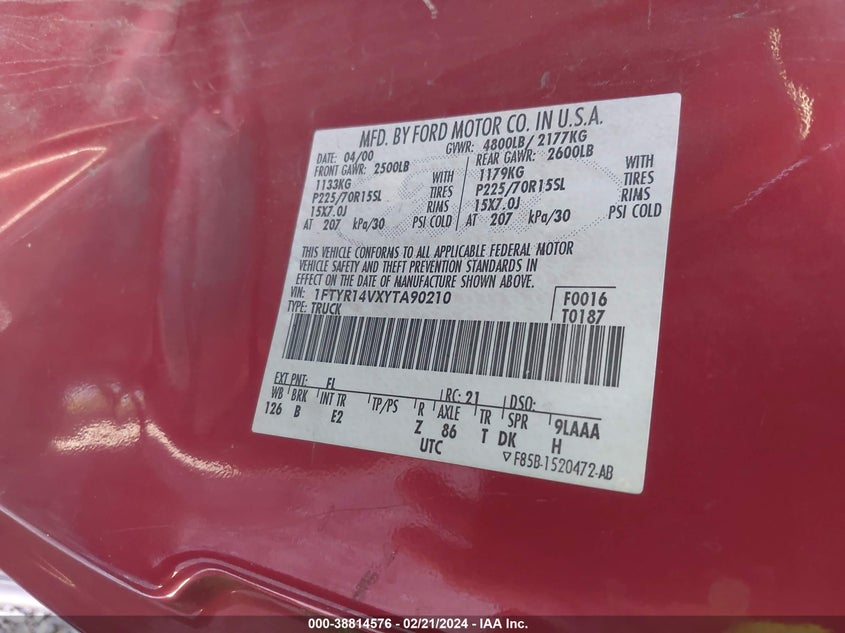 MFD. BY FORD MOTOR CO. IN U.S.A.
DATE: 04/00 GVWR: 4800LB/ 2177KG
FRONT GAWR: 2500LB REAR GAWR: 2600LB
1133KG WITH 1179KG WITH
P225/70R15SL TIRES P225/70R15SL TIRES
15X7.0J RIMS 15X7.0J RIMS
AT 207 kPa/30 PSI COLD AT 207 kPa/30 PSI COLD
THIS VEHICLE CONFORMS TO ALL APPLICABLE FEDERAL MOTOR
VEHICLE SAFETY AND THEFT PREVENTION STANDARDS IN
EFFECT ON THE DATE OF MANUFACTURE SHOWN ABOVE.
VIN: 1FTYR14VXYTA90210 F0016
TYPE: TRUCK T0187
EXT PNT: FL RC: 21 DSO:
WB BRK INT TR TP/PS R AXLE TR SPR 9LAAA
126 B E2 Z 86 T DK H
UTC ▽F85B-1520472-AB
000-38814576 - 02/21/2024 - IAA Inc.